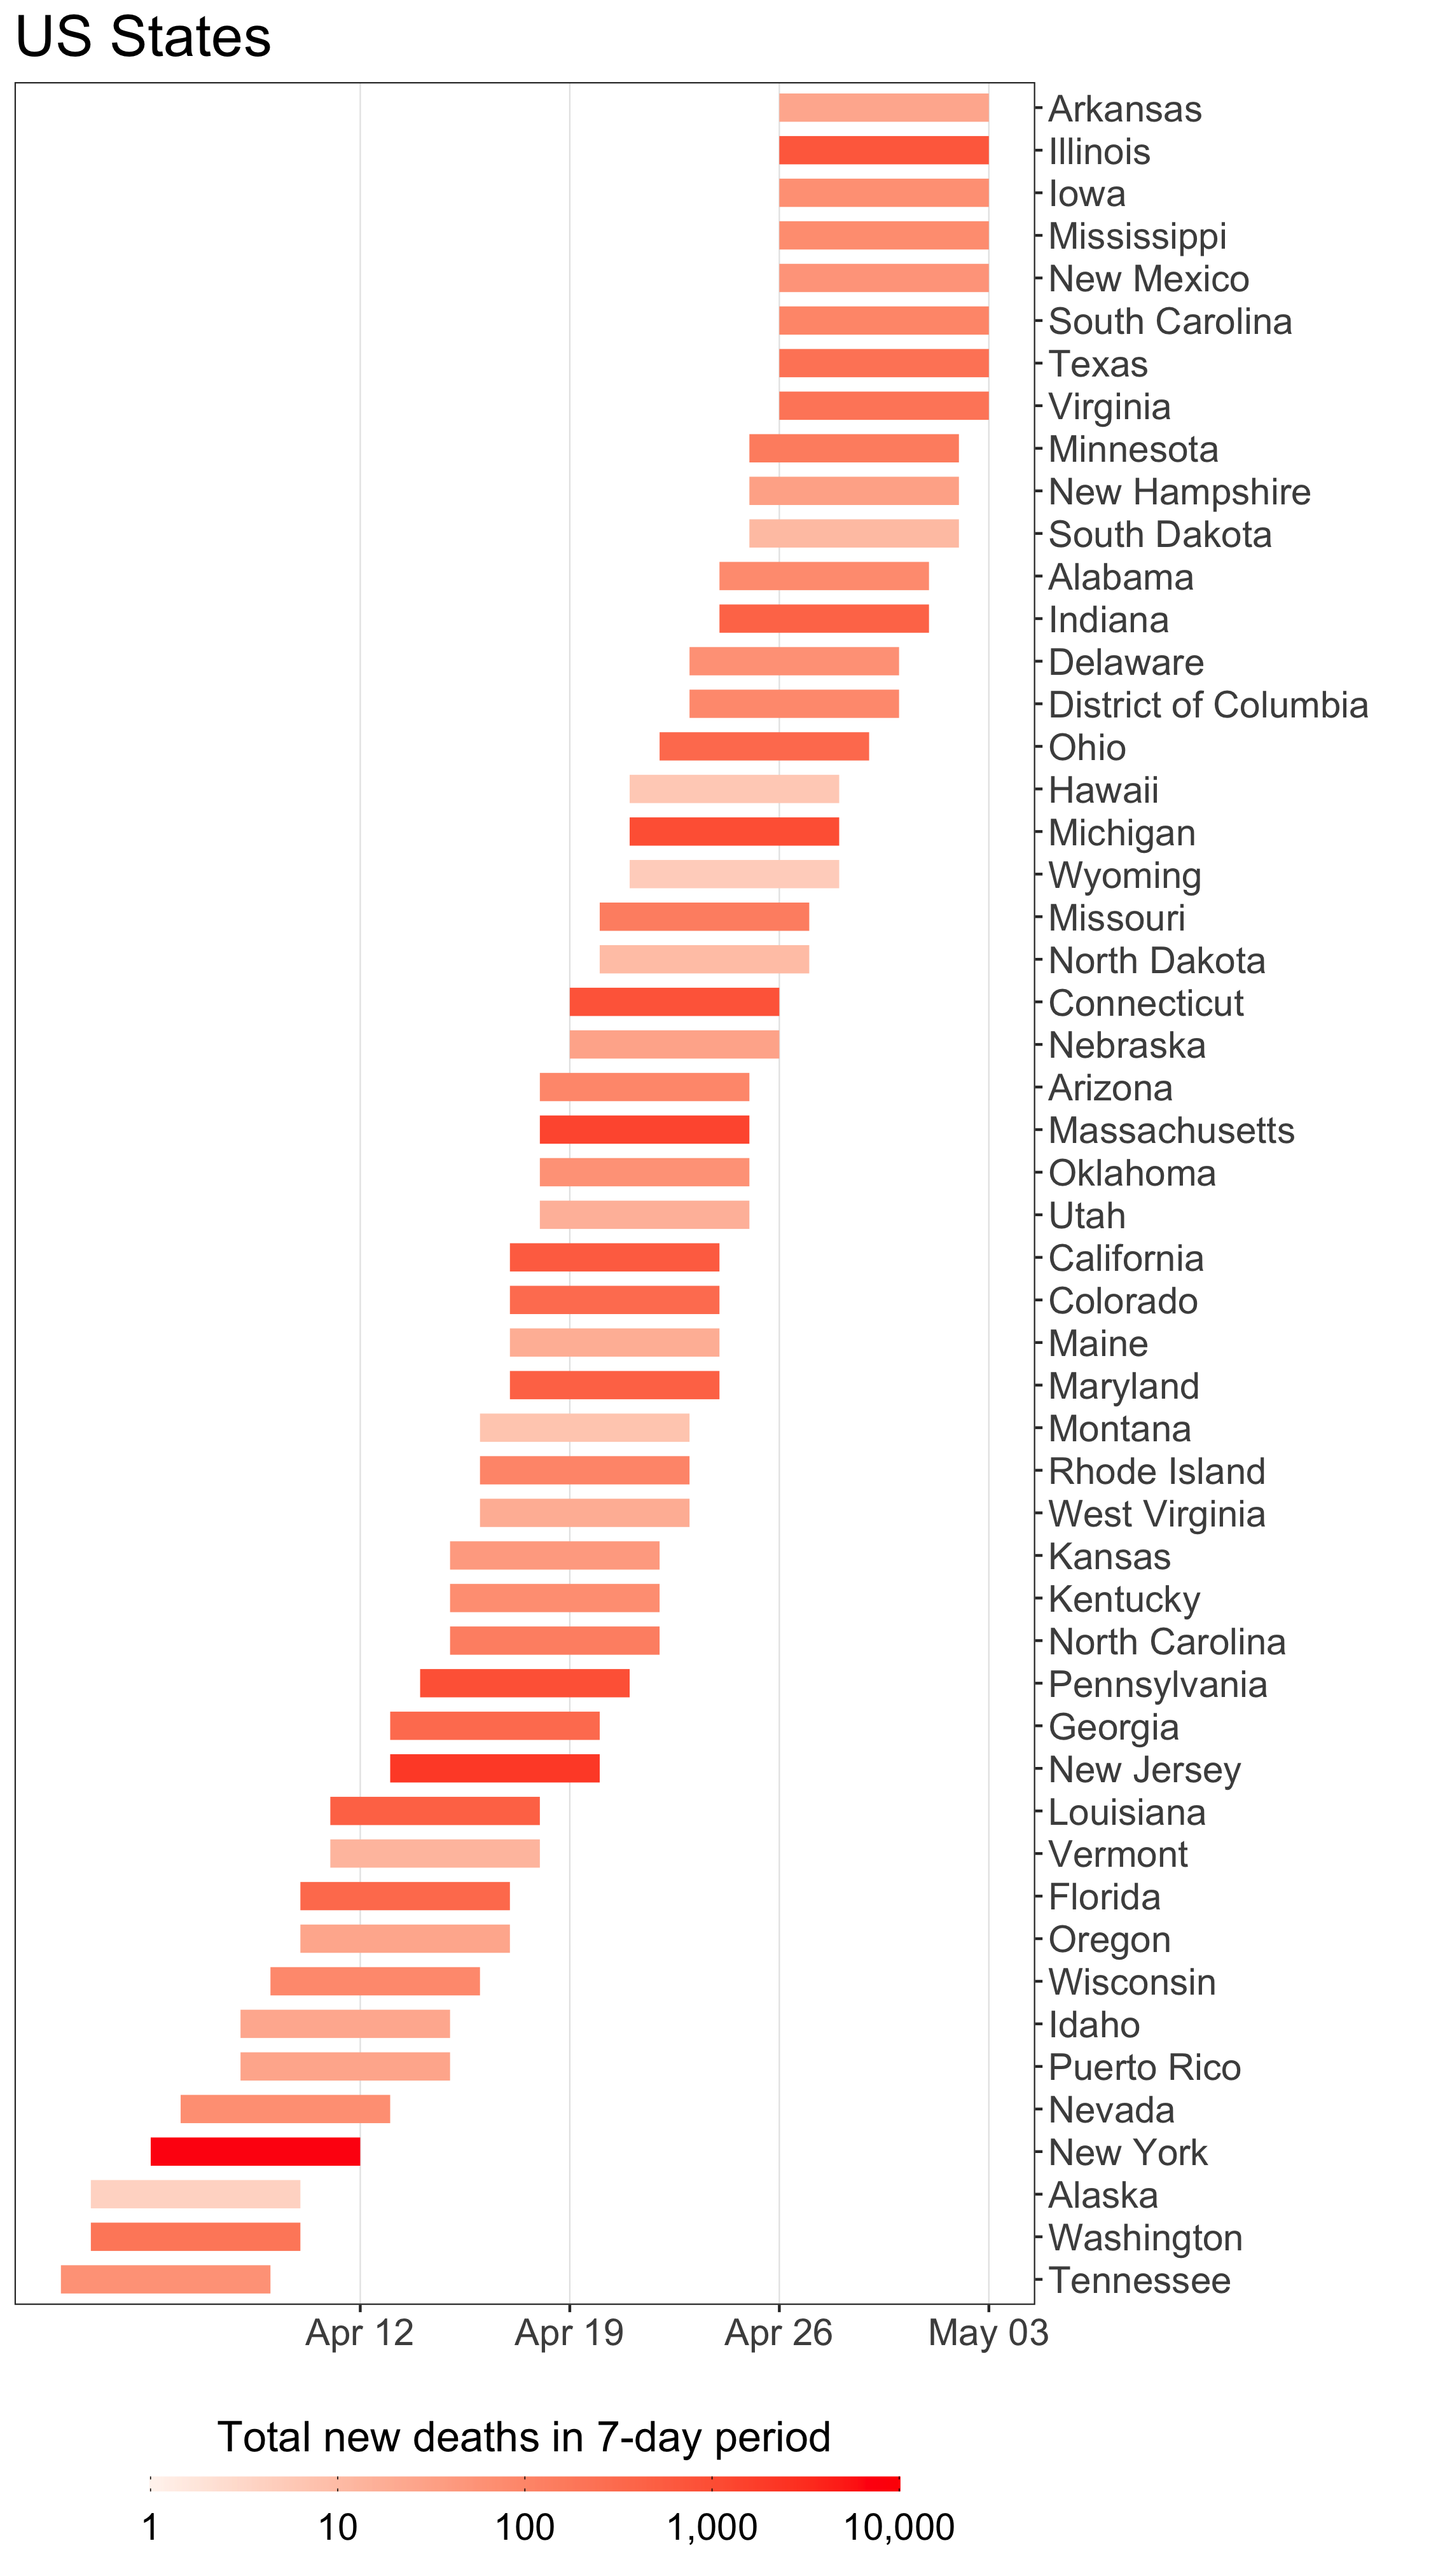 US States
Arkansas
Illinois
Iowa
Mississippi
New Mexico
South Carolina
Texas
Virginia
Minnesota
New Hampshire
South Dakota
Alabama
Indiana
Delaware
District of Columbia
Ohio
Hawaii
Michigan
Wyoming
Missouri
North Dakota
Connecticut
Nebraska
Arizona
Massachusetts
Oklahoma
Utah
California
Colorado
Maine
Maryland
Montana
Rhode Island
West Virginia
Kansas
Kentucky
North Carolina
Pennsylvania
Georgia
New Jersey
Louisiana
Vermont
Florida
Oregon
Wisconsin
Idaho
Puerto Rico
Nevada
New York
Alaska
Washington
Tennessee
Apr 12 Apr 19 Apr 26 May 03
Total new deaths in 7-day period
1 10 100 1,000 10,000